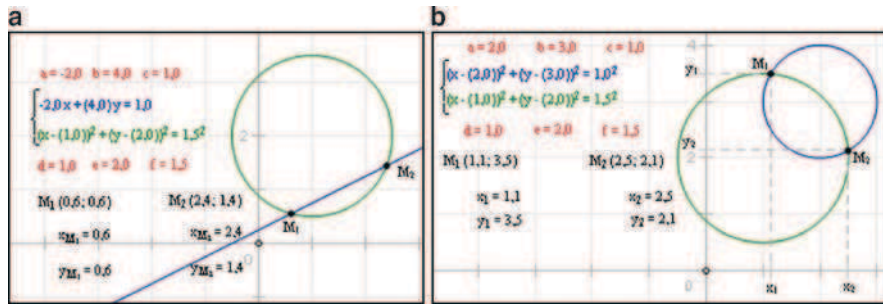 a
a = -2,0 b = 4,0 c = 1,0
-2,0x + (4,0) y = 1,0
(x - (1,0))² + (y - (2,0))² = 1,5²
d = 1,0 e = 2,0 f = 1,5
M₁ (0,6; 0,6) M₂ (2,4; 1,4)
x_M₁ = 0,6 x_M₂ = 2,4
y_M₁ = 0,6 y_M₂ = 1,4
2
M₂
M₁
0
b
a = 2,0 b = 3,0 c = 1,0
(x - (2,0))² + (y - (3,0))² = 1,0²
(x - (1,0))² + (y - (2,0))² = 1,5²
d = 1,0 e = 2,0 f = 1,5
M₁ (1,1; 3,5) M₂ (2,5; 2,1)
x₁ = 1,1 x₂ = 2,5
y₁ = 3,5 y₂ = 2,1
4
M₁
y₁
y₂
2
M₂
0
x₁ x₂